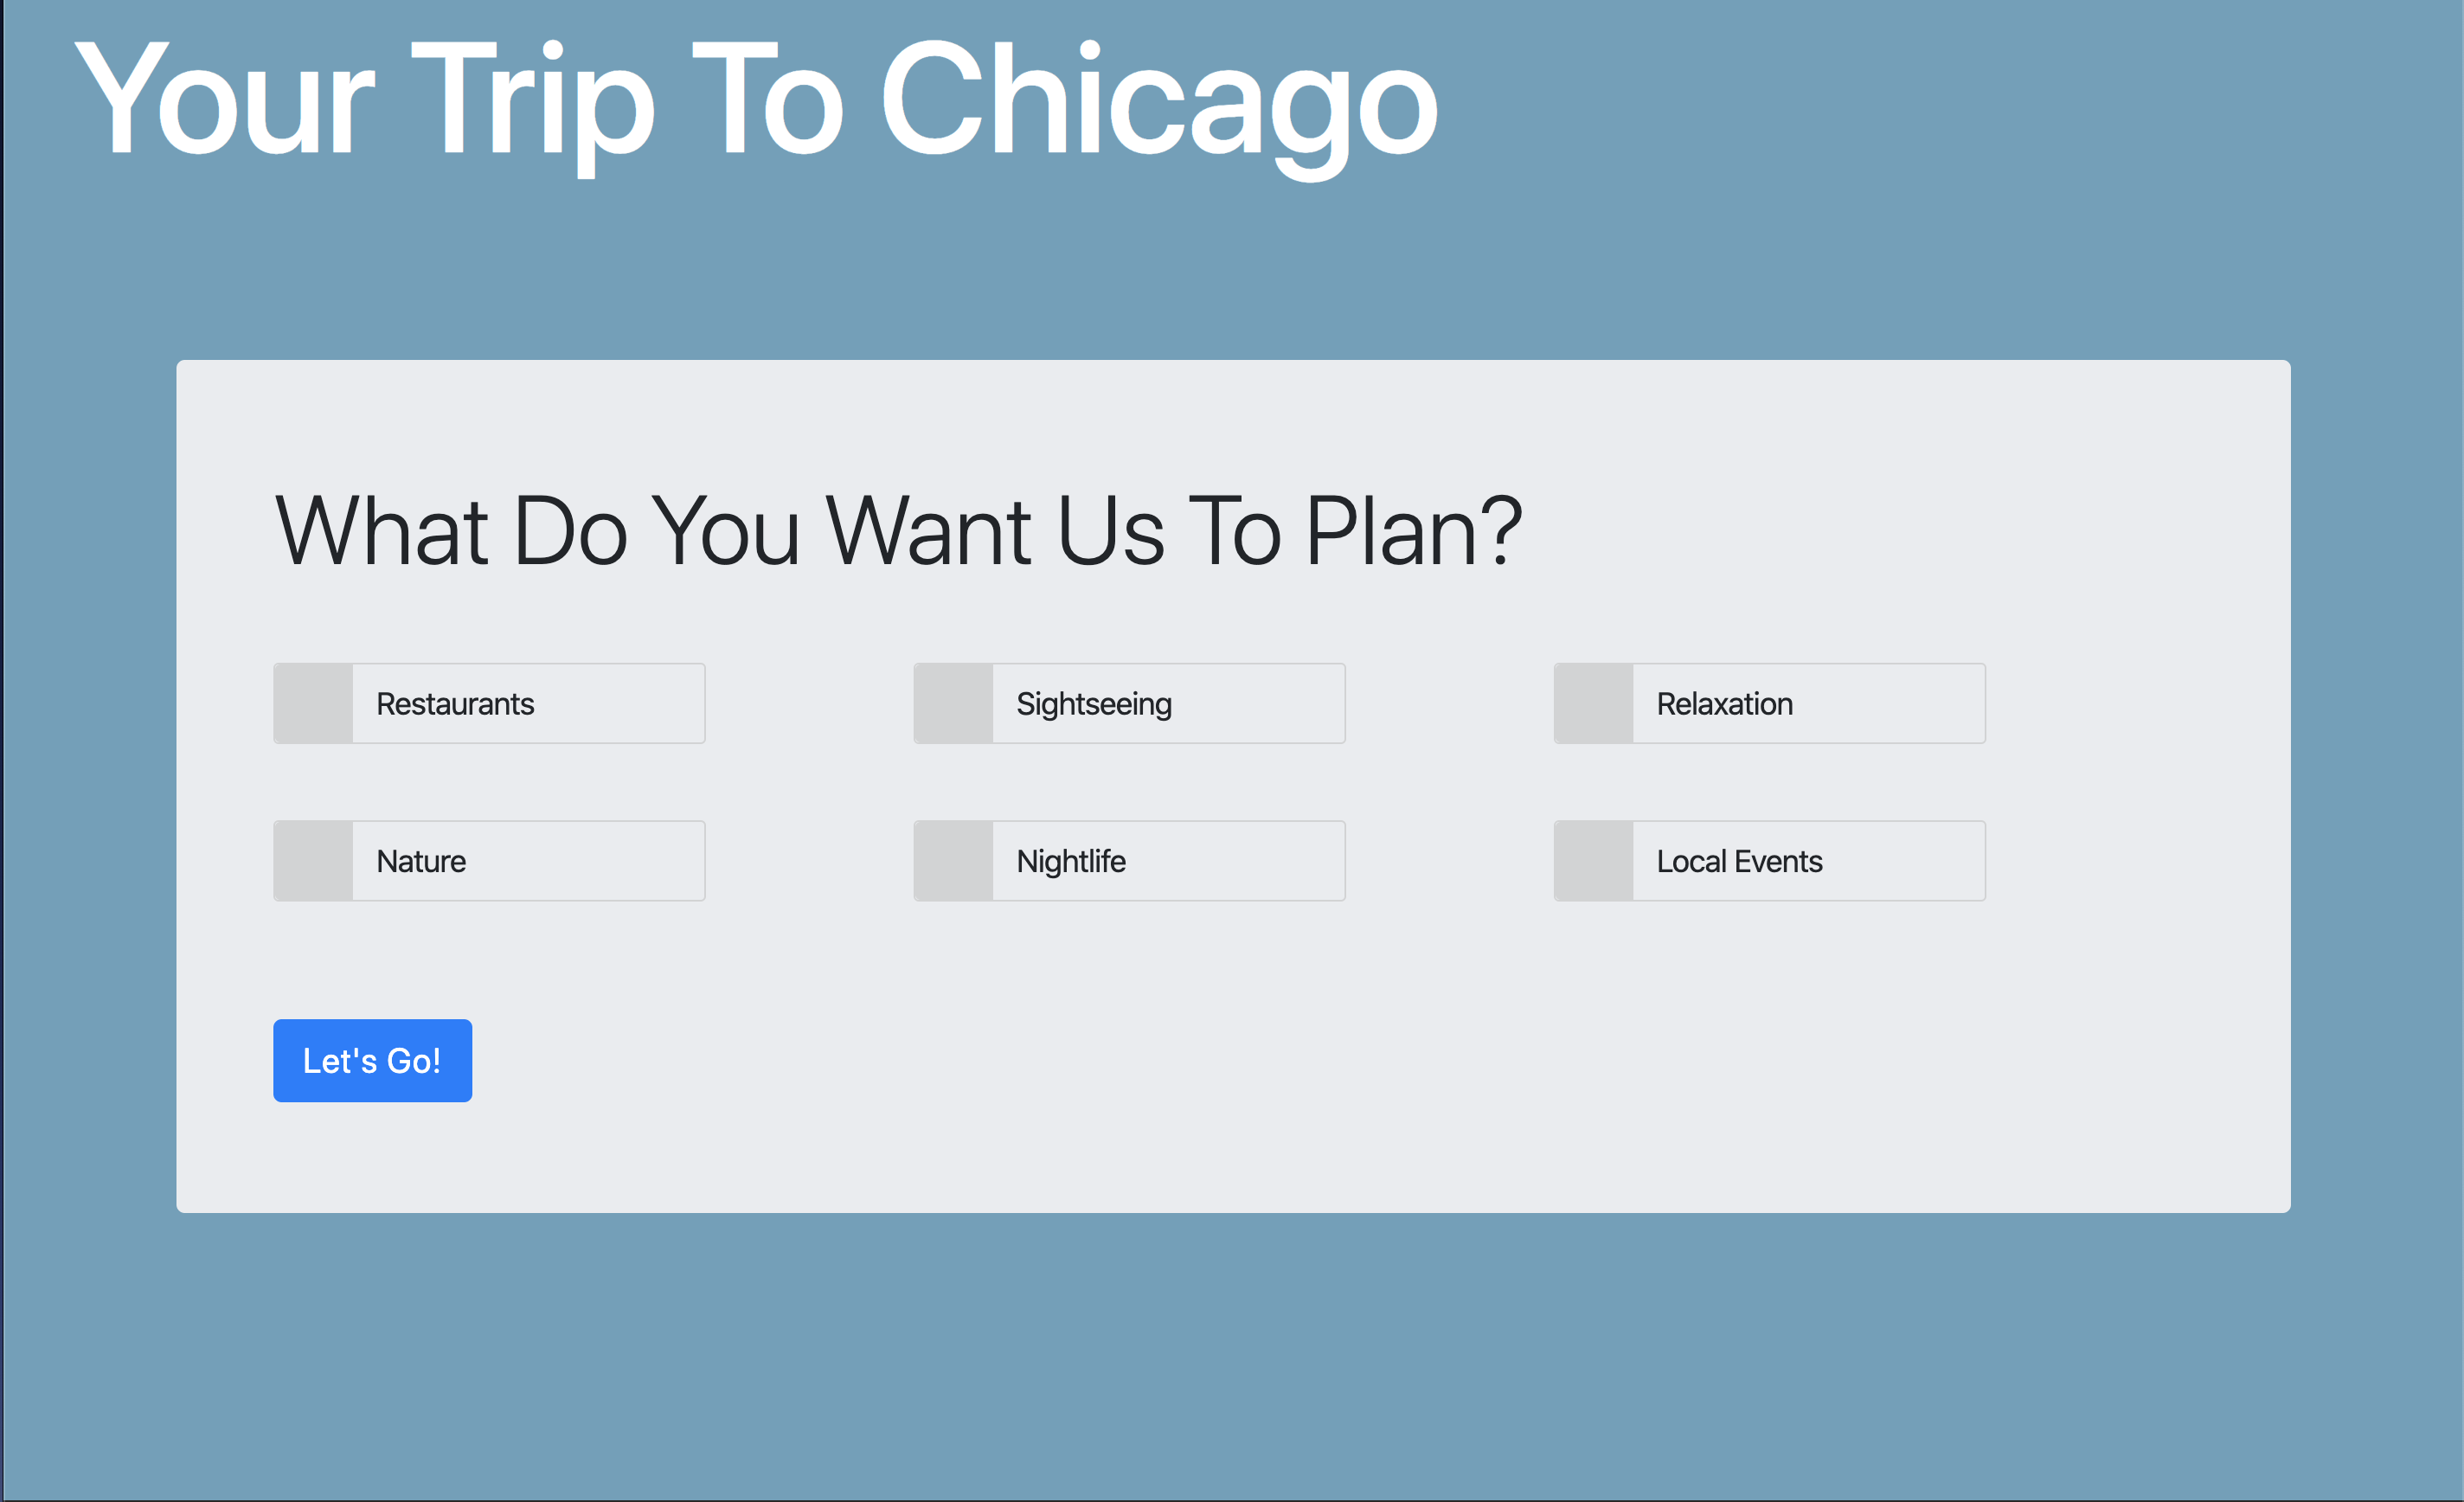 Your Trip To Chicago
What Do You Want Us To Plan?
Restaurants
Sightseeing
Relaxation
Nature
Nightlife
Local Events
Let's Go!